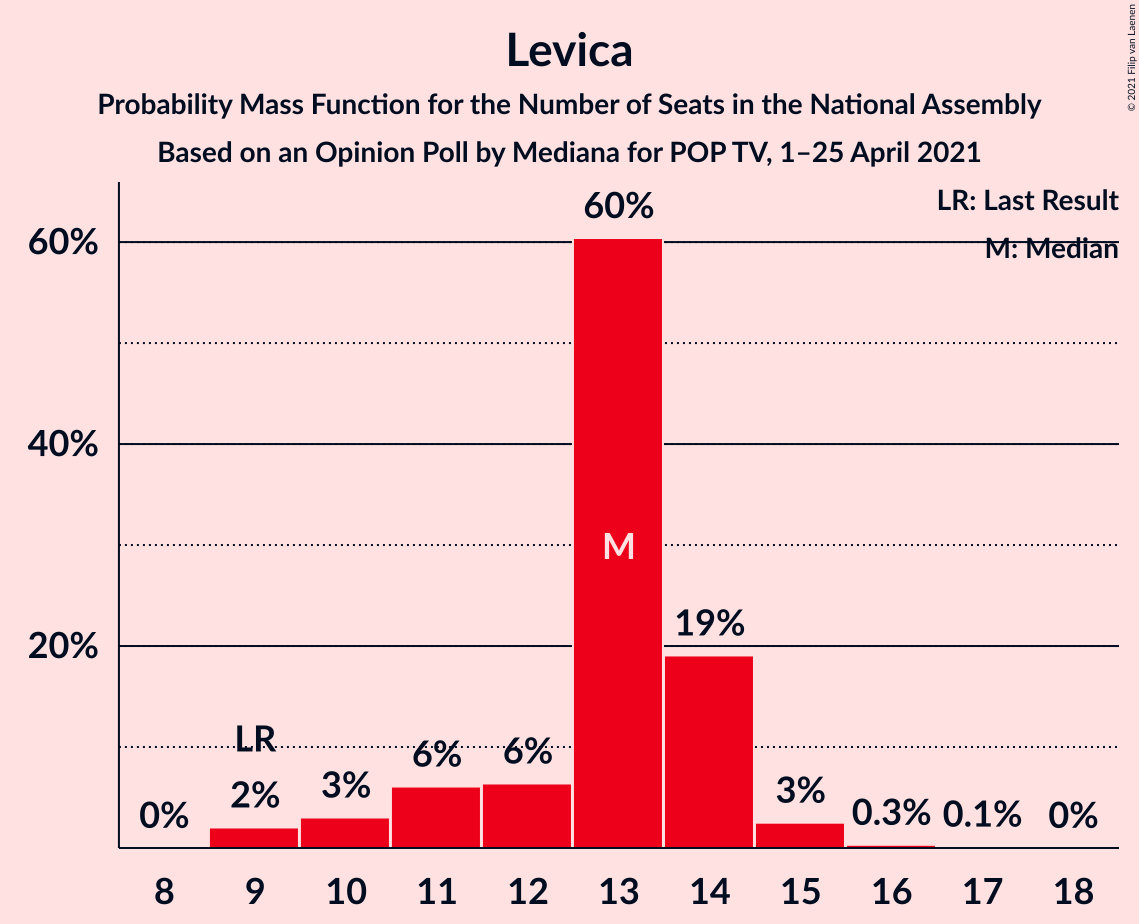 Levica
Probability Mass Function for the Number of Seats in the National Assembly
Based on an Opinion Poll by Mediana for POP TV, 1–25 April 2021
© 2021 Filip van Laenen
LR: Last Result
M: Median
60%
40%
20%
0%
LR
2%
3%
6%
6%
60%
M
19%
3%
0.3%
0.1%
0%
8 9 10 11 12 13 14 15 16 17 18